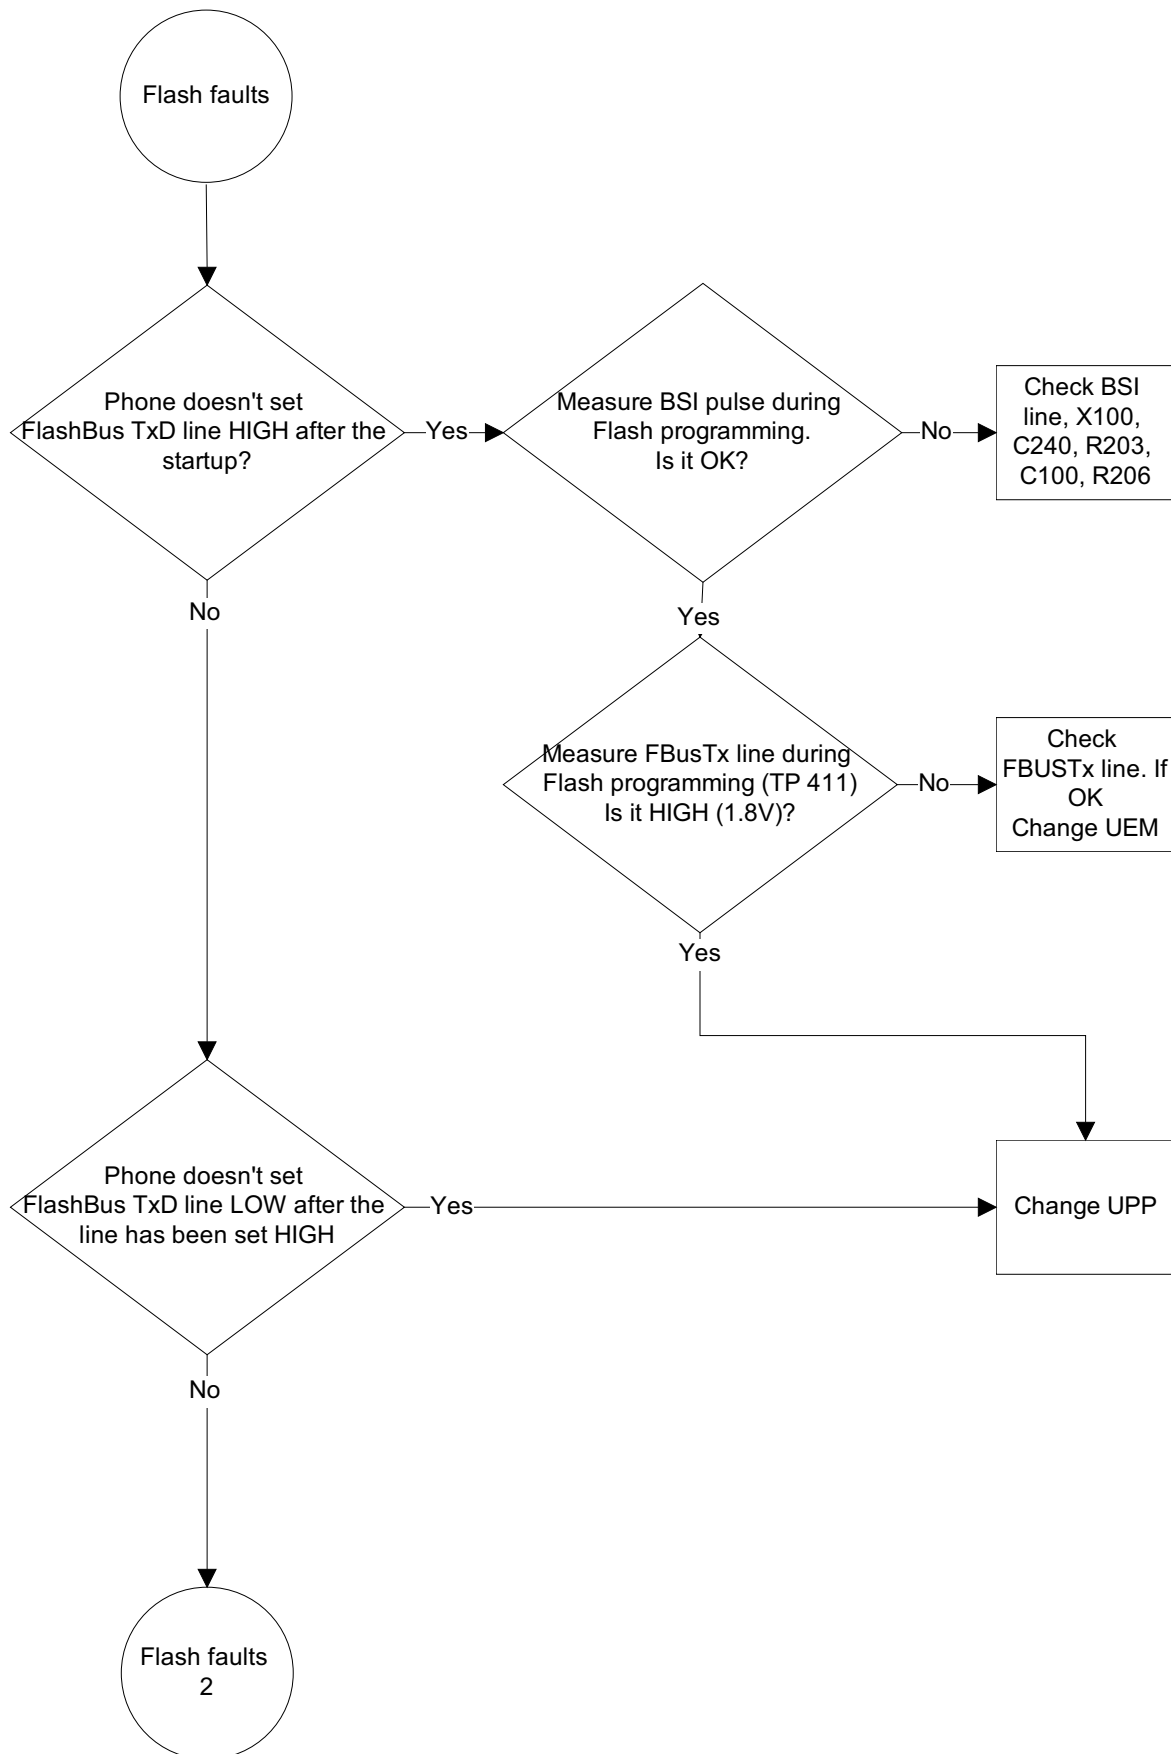 Flash faults
Phone doesn't set
FlashBus TxD line HIGH after the
startup?
Yes
Measure BSI pulse during
Flash programming.
Is it OK?
No
Check BSI
line, X100,
C240, R203,
C100, R206
No
Yes
Measure FBusTx line during
Flash programming (TP 411)
Is it HIGH (1.8V)?
No
Check
FBUSTx line. If
OK
Change UEM
Yes
Phone doesn't set
FlashBus TxD line LOW after the
line has been set HIGH
Yes
Change UPP
No
Flash faults
2